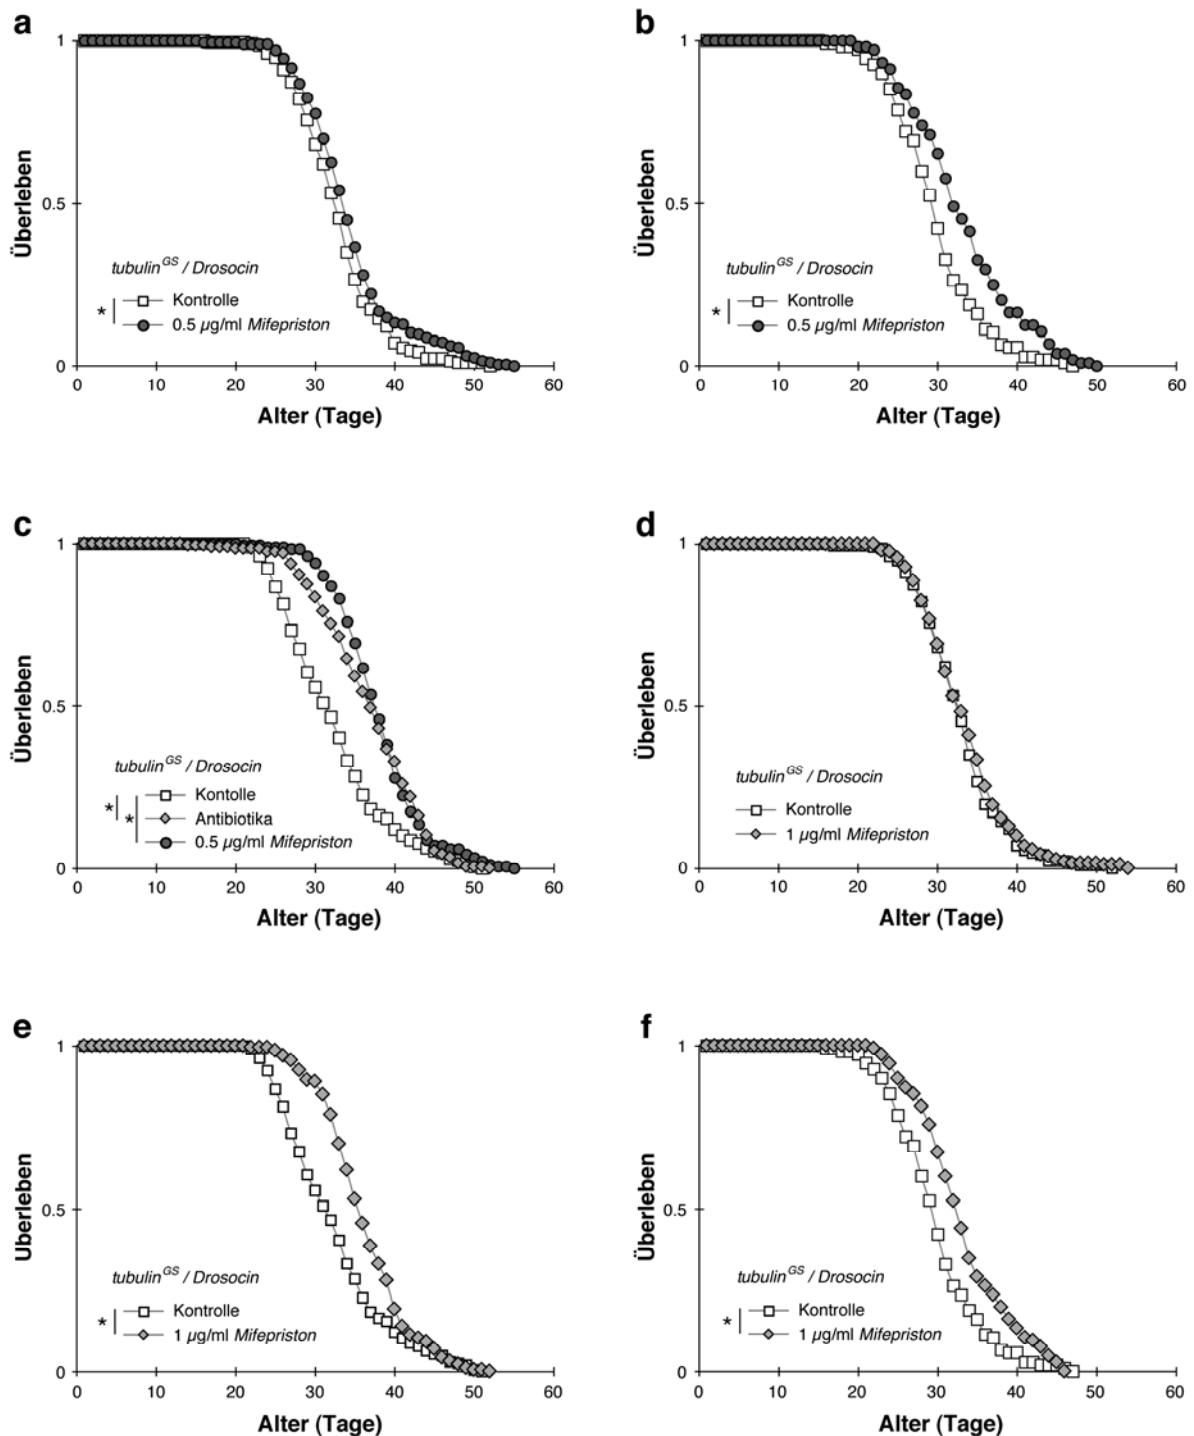 a
1
0.5
0
Überleben
tubulin^GS / Drosocin
Kontrolle
0.5 µg/ml Mifepriston
*
0 10 20 30 40 50 60
Alter (Tage)
b
1
0.5
0
Überleben
tubulin^GS / Drosocin
Kontrolle
0.5 µg/ml Mifepriston
*
0 10 20 30 40 50 60
Alter (Tage)
c
1
0.5
0
Überleben
tubulin^GS / Drosocin
Kontolle
Antibiotika
0.5 µg/ml Mifepriston
* *
0 10 20 30 40 50 60
Alter (Tage)
d
1
0.5
0
Überleben
tubulin^GS / Drosocin
Kontrolle
1 µg/ml Mifepriston
0 10 20 30 40 50 60
Alter (Tage)
e
1
0.5
0
Uberleben
tubulin^GS / Drosocin
Kontrolle
1 µg/ml Mifepriston
*
0 10 20 30 40 50 60
Alter (Tage)
f
1
0.5
0
Überleben
tubulin^GS / Drosocin
Kontrolle
1 µg/ml Mifepriston
*
0 10 20 30 40 50 60
Alter (Tage)